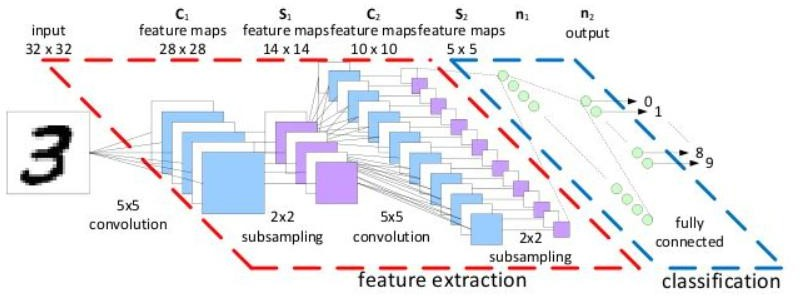 C1 S1 C2 S2 n1 n2
input feature maps feature maps feature maps feature maps output
32 x 32 28 x 28 14 x 14 10 x 10 5 x 5
3
0
1
8
9
5x5
convolution
2x2
subsampling
5x5
convolution
2x2
subsampling
fully
connected
feature extraction
classification